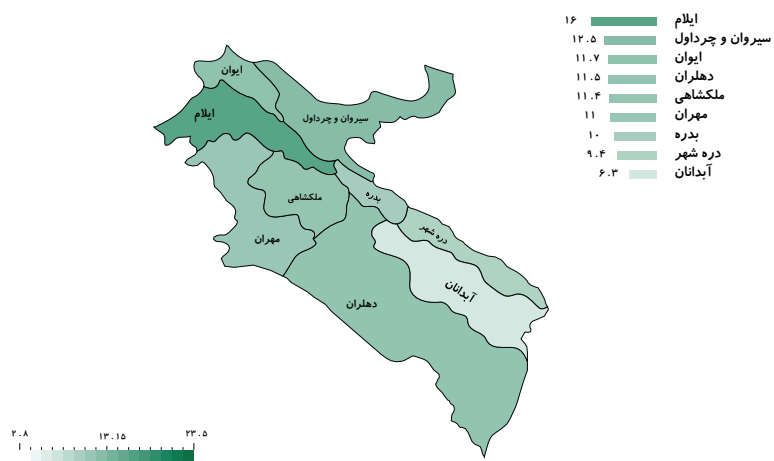 ایلام ۱۶
سیروان و چرداول ۱۲.۵
ایوان ۱۱.۷
دهلران ۱۱.۵
ملکشاهی ۱۱.۴
مهران ۱۱
بدره ۱۰
دره شهر ۹.۴
آبدانان ۶.۳
ایوان
ایلام
سیروان و چرداول
ملکشاهی
بدره
مهران
دره شهر
آبدانان
دهلران
۲.۸ ۱۳.۱۵ ۲۳.۵